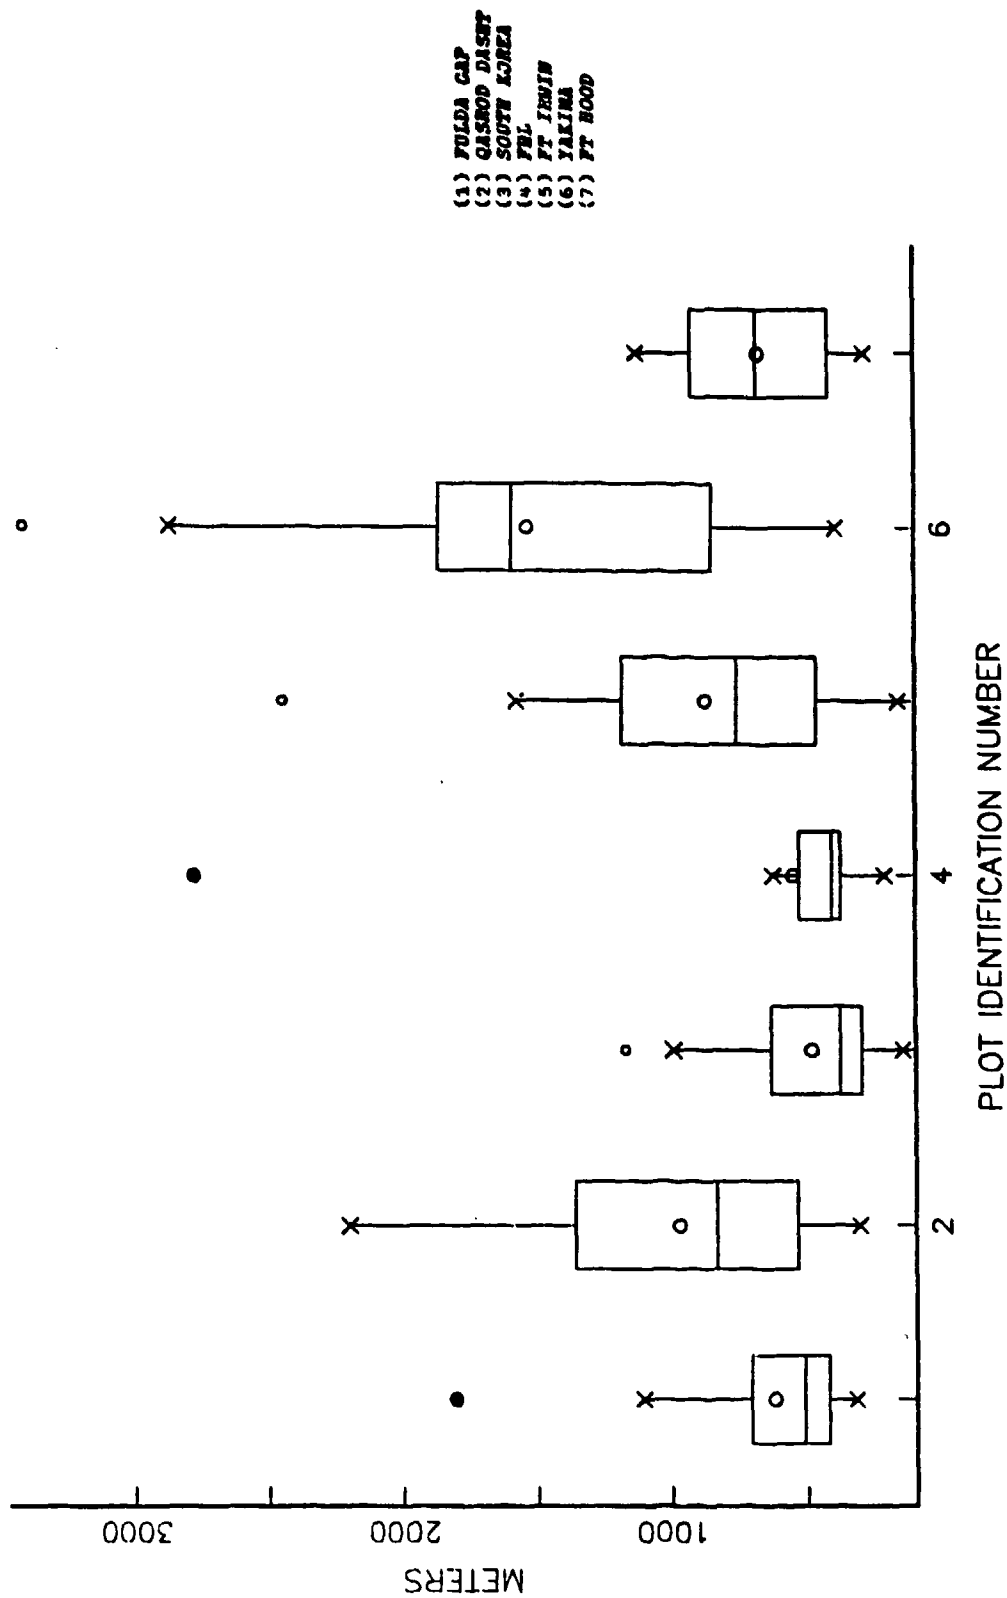 (1) FULDA GAP
(2) QASROD DASHT
(3) SOUTH KOREA
(4) FHL
(5) FT IRWIN
(6) YAKIMA
(7) FT HOOD
METERS
3000
2000
1000
2
4
6
PLOT IDENTIFICATION NUMBER